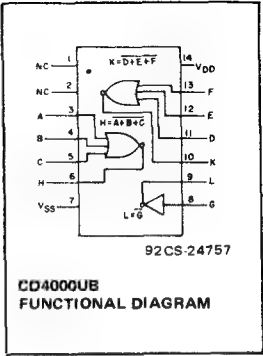 K=D+E+F
NC 1
14 VDD
NC 2
13 F
A 3
12 E
H=A+B+C
B 4
11 D
C 5
10 K
H 6
9 L
VSS 7
8 G
L=G
92CS-24757
CD4000UB
FUNCTIONAL DIAGRAM